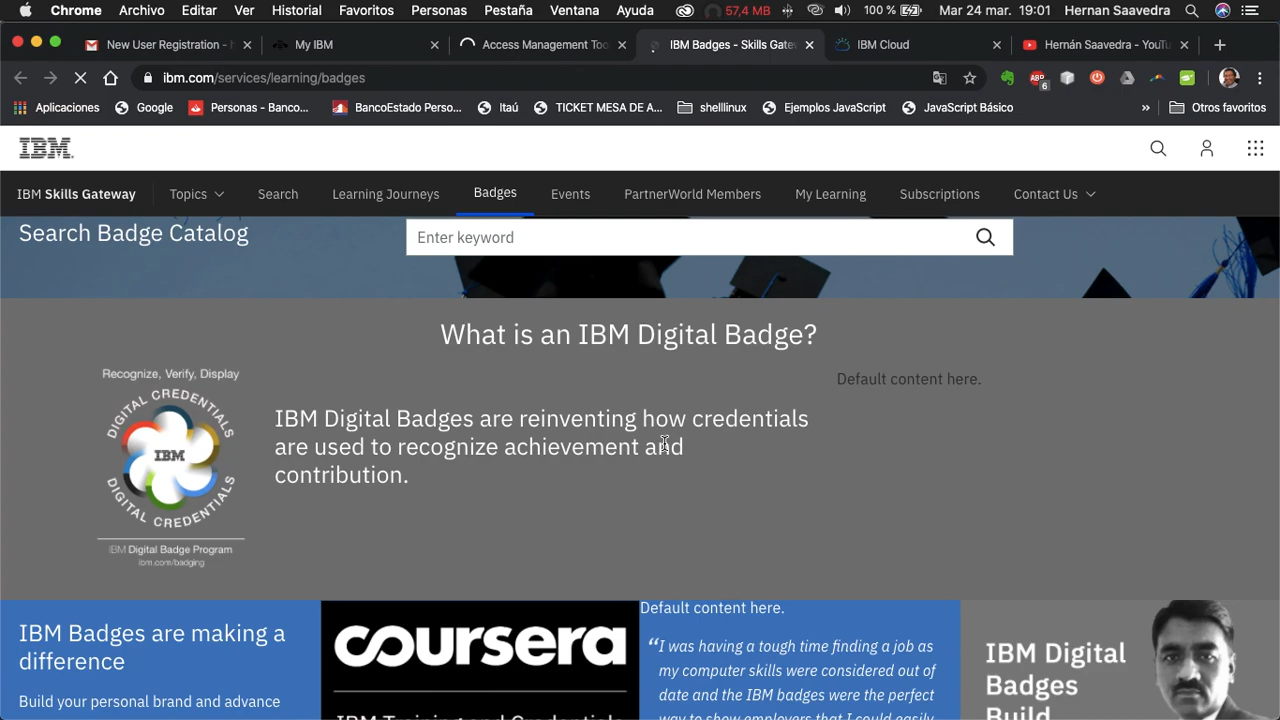 Chrome Archivo Editar Ver Historial Favoritos Personas Pestaña Ventana Ayuda 57,4 MB 100 % Mar 24 mar. 19:01 Hernan Saavedra
New User Registration - My IBM Access Management Too IBM Badges - Skills Gate IBM Cloud Hernán Saavedra - YouTu
ibm.com/services/learning/badges ABP 6
Aplicaciones Google Personas - Banco... BancoEstado Perso... Itaú TICKET MESA DE A... shelllinux Ejemplos JavaScript JavaScript Básico » Otros favoritos
IBM
IBM Skills Gateway Topics Search Learning Journeys Badges Events PartnerWorld Members My Learning Subscriptions Contact Us
Search Badge Catalog
Enter keyword
What is an IBM Digital Badge?
Recognize, Verify, Display
DIGITAL CREDENTIALS
IBM
DIGITAL CREDENTIALS
IBM Digital Badge Program
ibm.com/badging
IBM Digital Badges are reinventing how credentials
are used to recognize achievement and
contribution.
Default content here.
IBM Badges are making a
difference
Build your personal brand and advance
coursera
IBM Training and Credentials
Default content here.
“I was having a tough time finding a job as
my computer skills were considered out of
date and the IBM badges were the perfect
way to show employers that I could easily
IBM Digital
Badges
Build